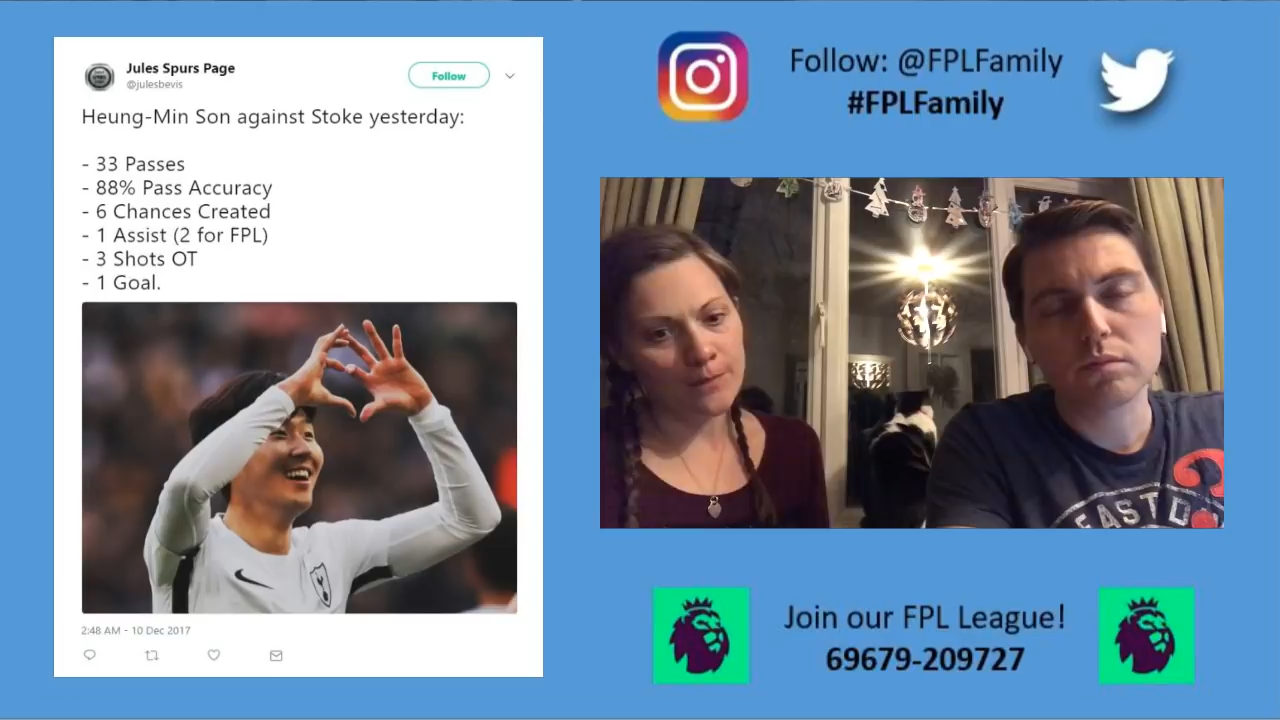 Jules Spurs Page
@julesbevis
Follow
Heung-Min Son against Stoke yesterday:
- 33 Passes
- 88% Pass Accuracy
- 6 Chances Created
- 1 Assist (2 for FPL)
- 3 Shots OT
- 1 Goal.
2:48 AM - 10 Dec 2017
Follow: @FPLFamily
#FPLFamily
EAST
Join our FPL League!
69679-209727